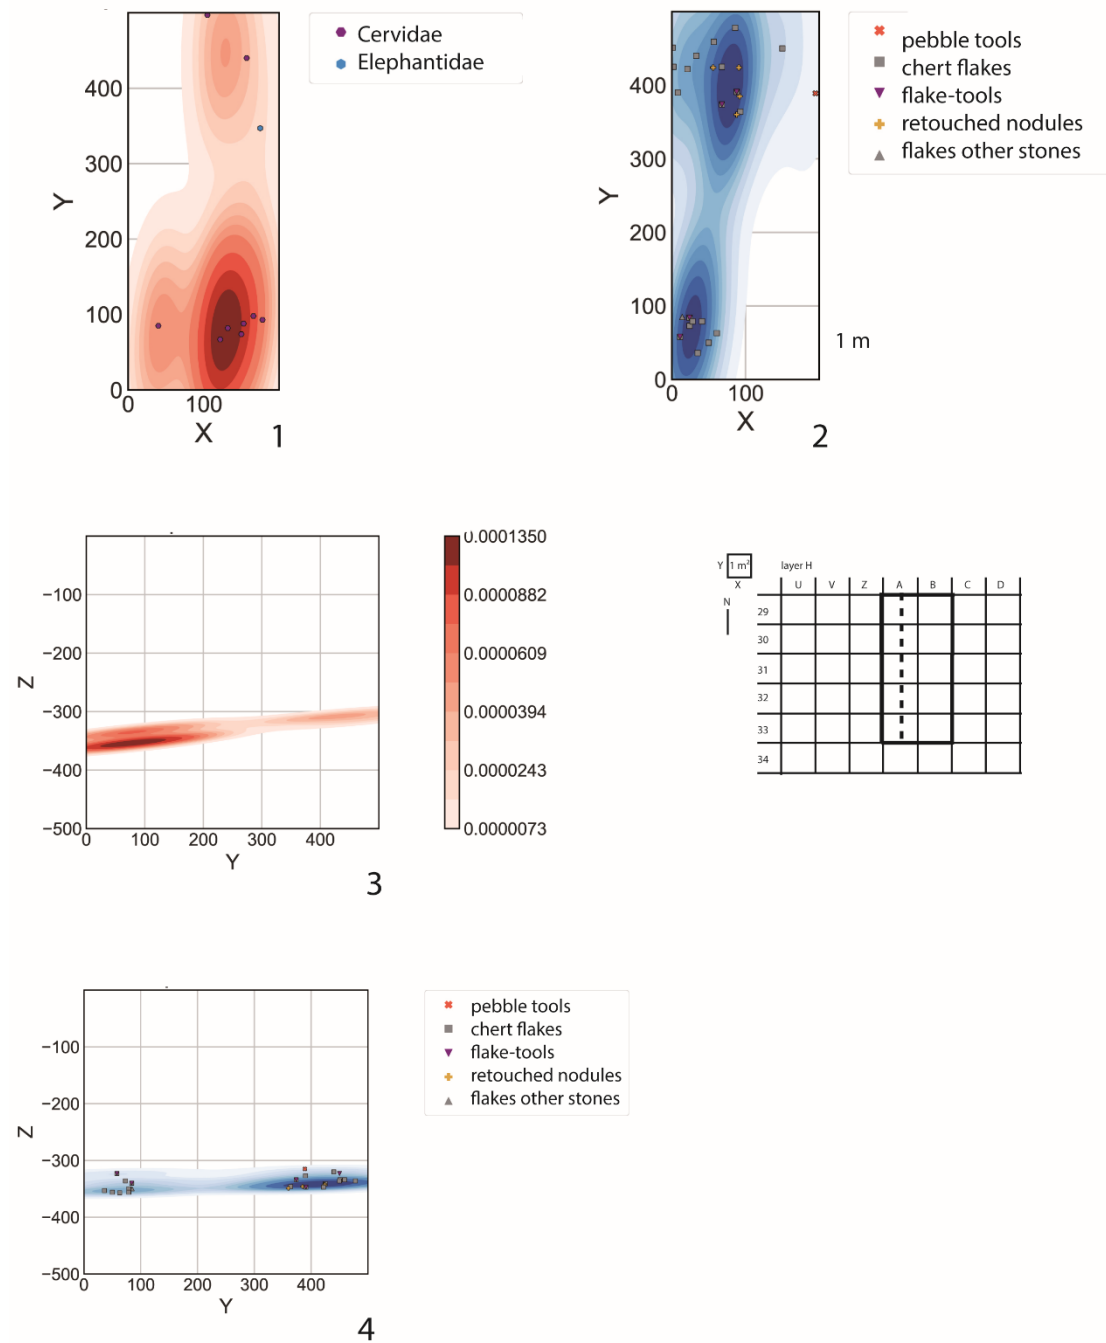 Cervidae
Elephantidae
400
300
200
100
0
Y
0
100
X
1
pebble tools
chert flakes
flake-tools
retouched nodules
flakes other stones
400
300
200
100
0
Y
0
100
X
2
1 m
−100
−200
−300
−400
−500
Z
0
100
200
300
400
Y
3
0.0001350
0.0000882
0.0000609
0.0000394
0.0000243
0.0000073
Y
1 m²
X
layer H
N
U
V
Z
A
B
C
D
29
30
31
32
33
34
−100
−200
−300
−400
−500
Z
0
100
200
300
400
Y
4
pebble tools
chert flakes
flake-tools
retouched nodules
flakes other stones